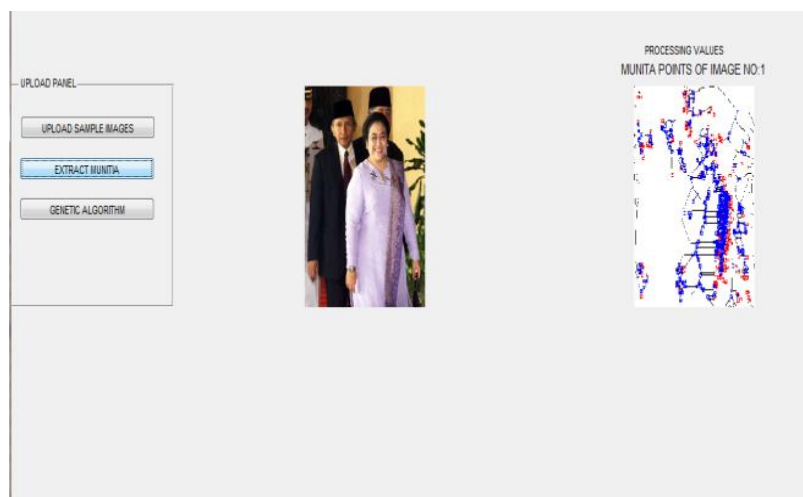 UPLOAD PANEL
UPLOAD SAMPLE IMAGES
EXTRACT MUNITIA
GENETIC ALGORITHM
PROCESSING VALUES
MUNITA POINTS OF IMAGE NO:1